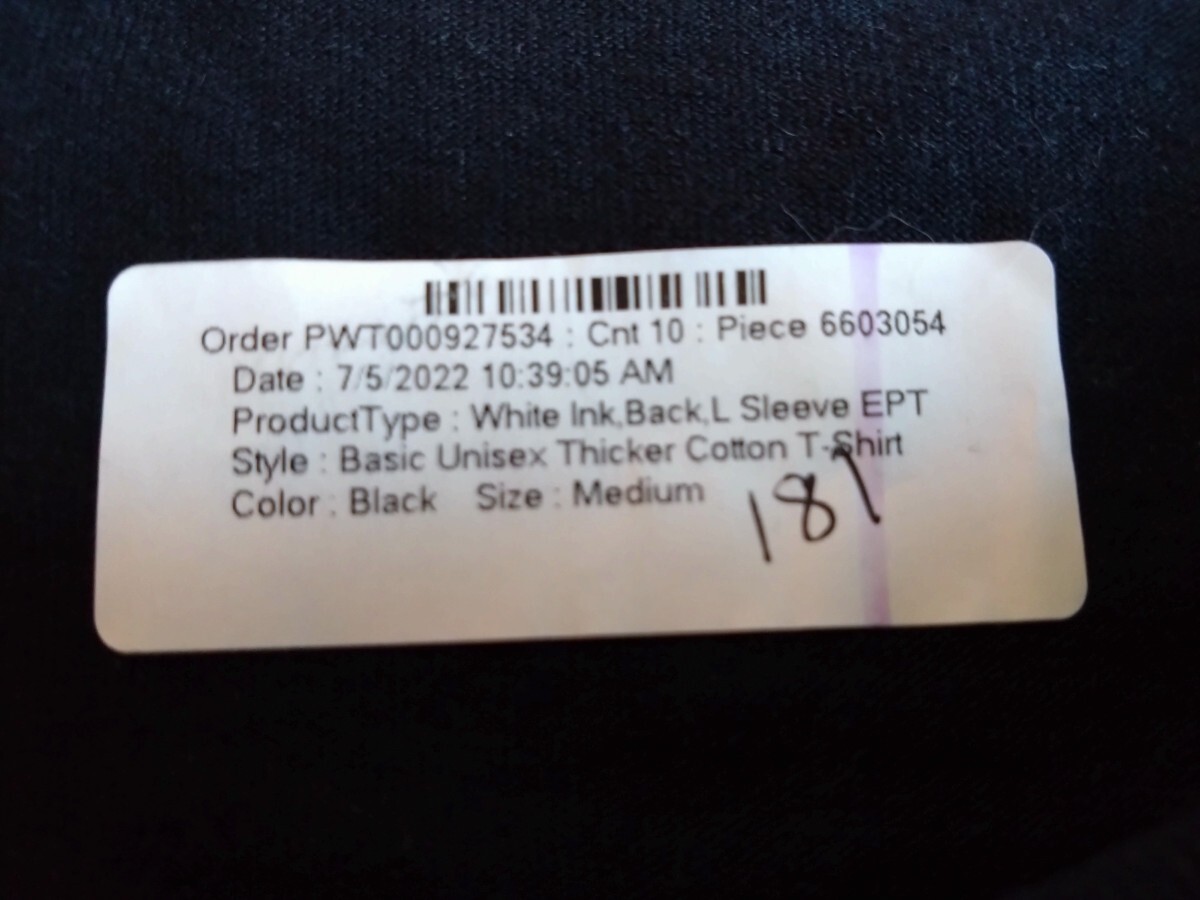 Order PWT000927534 : Cnt 10 : Piece 6603054
Date : 7/5/2022 10:39:05 AM
ProductType : White Ink,Back,L Sleeve EPT
Style : Basic Unisex Thicker Cotton T-Shirt
Color : Black Size : Medium
181